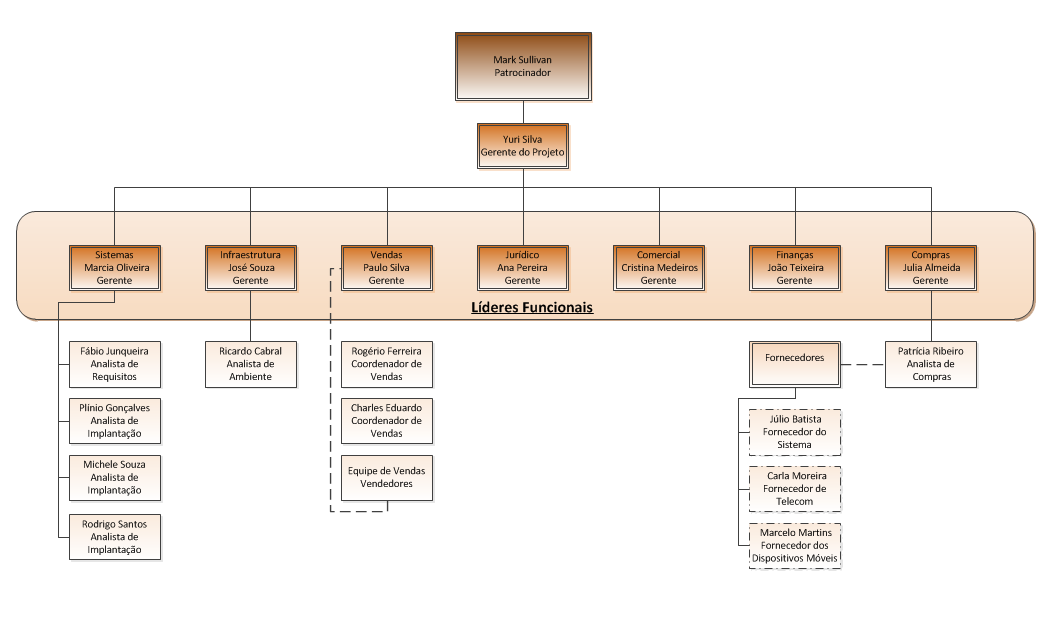 Mark Sullivan
Patrocinador
Yuri Silva
Gerente do Projeto
Sistemas
Marcia Oliveira
Gerente
Infraestrutura
José Souza
Gerente
Vendas
Paulo Silva
Gerente
Jurídico
Ana Pereira
Gerente
Comercial
Cristina Medeiros
Gerente
Finanças
João Teixeira
Gerente
Compras
Julia Almeida
Gerente
Líderes Funcionais
Fábio Junqueira
Analista de
Requisitos
Plínio Gonçalves
Analista de
Implantação
Michele Souza
Analista de
Implantação
Rodrigo Santos
Analista de
Implantação
Ricardo Cabral
Analista de
Ambiente
Rogério Ferreira
Coordenador de
Vendas
Charles Eduardo
Coordenador de
Vendas
Equipe de Vendas
Vendedores
Fornecedores
Júlio Batista
Fornecedor do
Sistema
Carla Moreira
Fornecedor de
Telecom
Marcelo Martins
Fornecedor dos
Dispositivos Móveis
Patrícia Ribeiro
Analista de
Compras